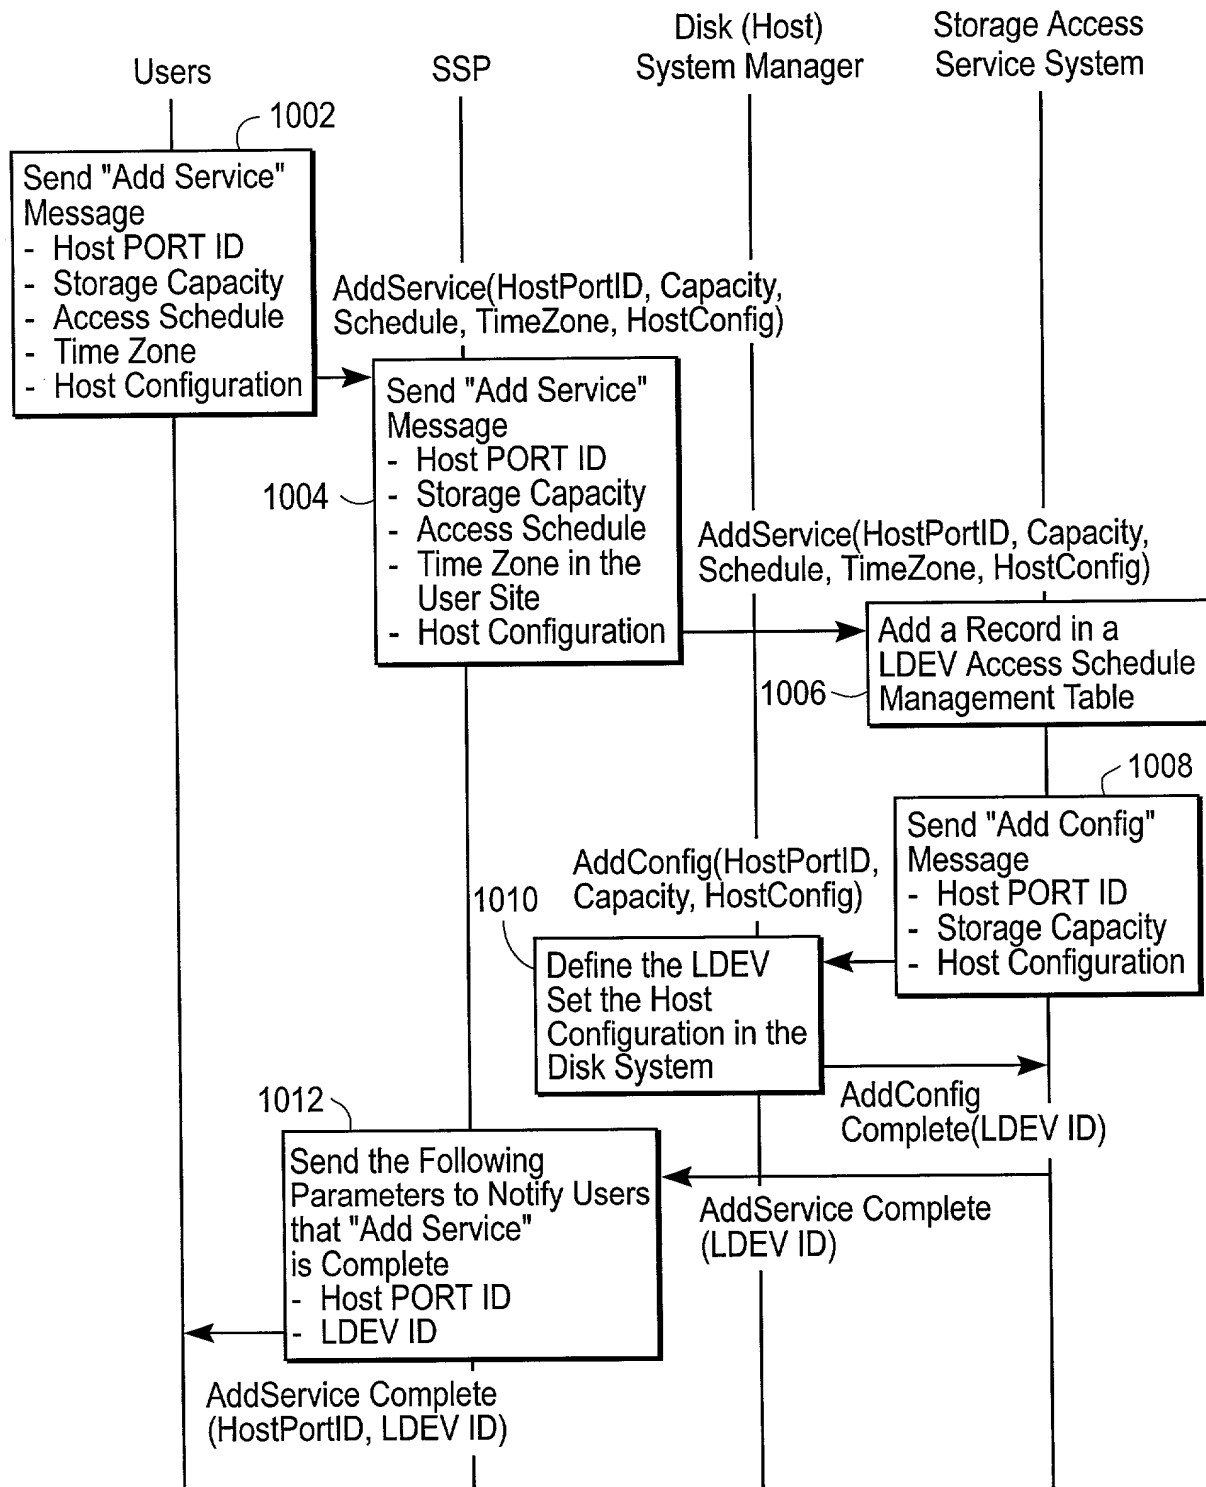 Users
SSP
Disk (Host)
System Manager
Storage Access
Service System
1002
Send "Add Service"
Message
- Host PORT ID
- Storage Capacity
- Access Schedule
- Time Zone
- Host Configuration
AddService(HostPortID, Capacity,
Schedule, TimeZone, HostConfig)
1004
Send "Add Service"
Message
- Host PORT ID
- Storage Capacity
- Access Schedule
- Time Zone in the
User Site
- Host Configuration
AddService(HostPortID, Capacity,
Schedule, TimeZone, HostConfig)
1006
Add a Record in a
LDEV Access Schedule
Management Table
1008
Send "Add Config"
Message
- Host PORT ID
- Storage Capacity
- Host Configuration
AddConfig(HostPortID,
Capacity, HostConfig)
1010
Define the LDEV
Set the Host
Configuration in the
Disk System
AddConfig
Complete(LDEV ID)
1012
Send the Following
Parameters to Notify Users
that "Add Service"
is Complete
- Host PORT ID
- LDEV ID
AddService Complete
(LDEV ID)
AddService Complete
(HostPortID, LDEV ID)